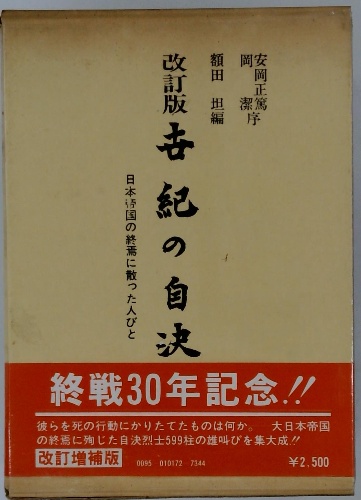 安岡正篤序
岡潔
額田坦編
改訂版 世紀の自決
日本帝国の終焉に散った人びと
終戦30年記念!!
彼らを死の行動にかりたてたものは何か。 大日本帝国
の終焉に殉じた自決烈士599柱の雄叫びを集大成!!
改訂増補版 0095 010172 7344 ¥2,500